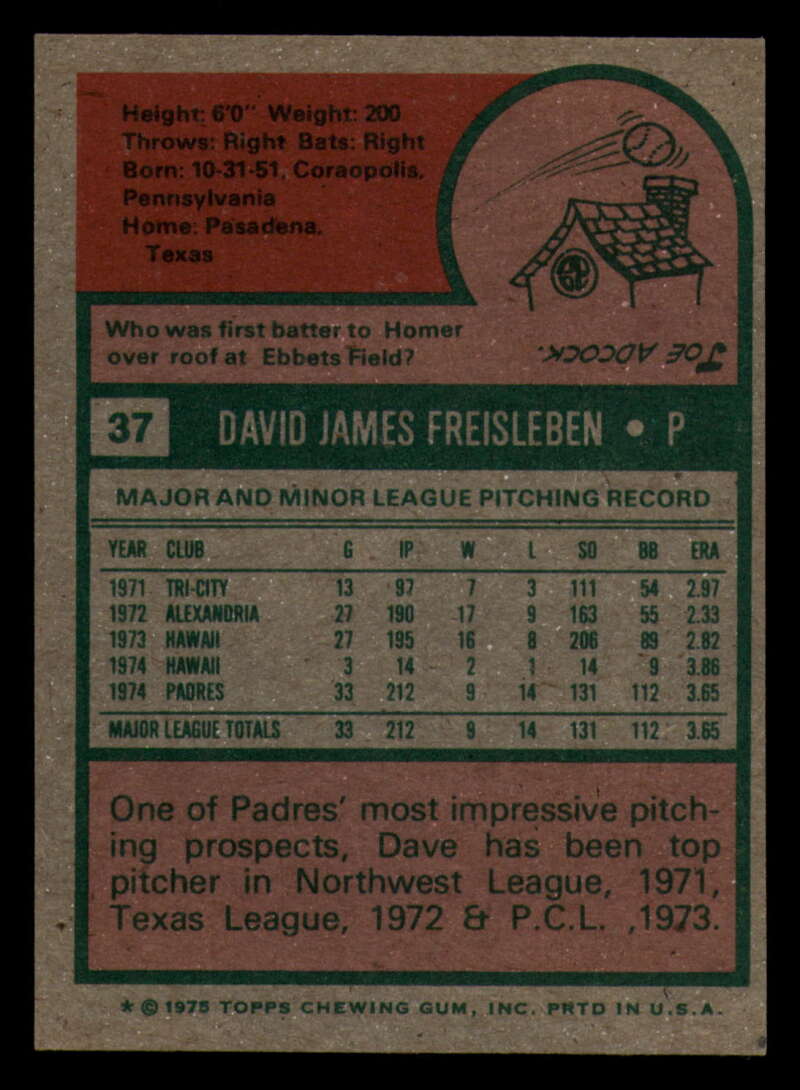 Height: 6'0" Weight: 200
Throws: Right Bats: Right
Born: 10-31-51, Coraopolis,
Pennsylvania
Home: Pasadena,
Texas
Who was first batter to Homer
over roof at Ebbets Field?
JOE ADCOCK.
37 DAVID JAMES FREISLEBEN • P
MAJOR AND MINOR LEAGUE PITCHING RECORD
YEAR CLUB G IP W L SO BB ERA
1971 TRI-CITY 13 97 7 3 111 54 2.97
1972 ALEXANDRIA 27 190 17 9 163 55 2.33
1973 HAWAII 27 195 16 8 206 89 2.82
1974 HAWAII 3 14 2 1 14 9 3.86
1974 PADRES 33 212 9 14 131 112 3.65
MAJOR LEAGUE TOTALS 33 212 9 14 131 112 3.65
One of Padres' most impressive pitch-
ing prospects, Dave has been top
pitcher in Northwest League, 1971,
Texas League, 1972 & P.C.L. ,1973.
* © 1975 TOPPS CHEWING GUM, INC. PRTD IN U.S.A.